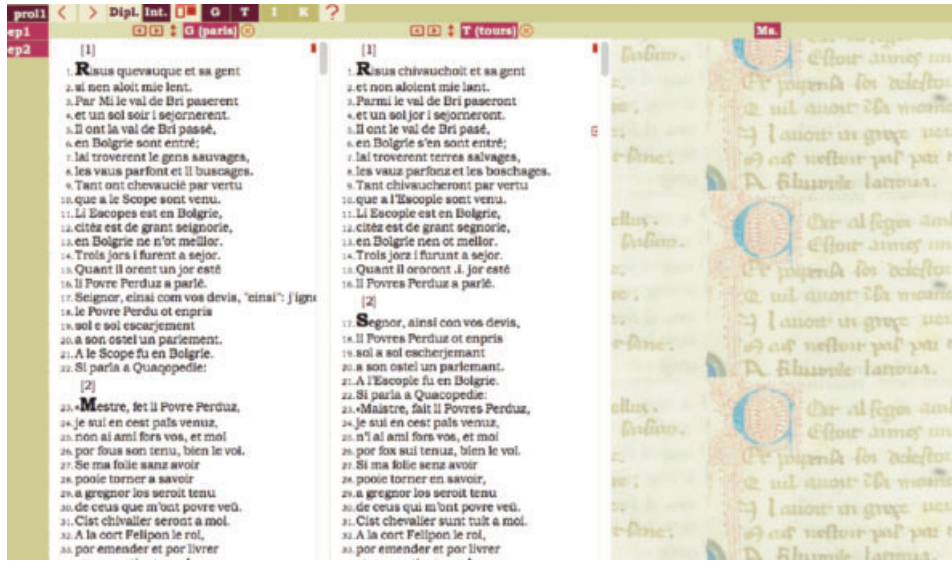 prol1 < > Dipl. Int. G T I K ?
ep1
ep2
G (paris)
[1]
1. Risus quevauque et sa gent
2. si nen aloit mie lent.
3. Par Mi le val de Bri paserent
4. et un sol soir i sejornerent.
5. Il ont la val de Bri passé,
6. en Bolgrie sont entré;
7. lai troverent le gens sauvages,
8. les vaus parfont et li buscages.
9. Tant ont chevaucié par vertu
10. que a le Scope sont venu.
11. Li Escopes est en Bolgrie,
12. citéz est de grant seignorie,
13. en Bolgrie ne n'ot meillor.
14. Trois jors i furent a sejor.
15. Quant il orent un jor esté
16. li Povre Perduz a parlé.
17. Seignor, einsi com vos devis, "einsi": j'igno
18. le Povre Perdu ot enpris
19. sol e sol escarjement
20. a son ostel un parlement.
21. A le Scope fu en Bolgrie.
22. Si parla a Quaqopedie:
[2]
23. «Mestre, fet li Povre Perduz,
24. je sui en cest païs venuz,
25. non ai ami fors vos, et moi
26. por fous son tenu, bien le voi.
27. Se ma folie sanz avoir
28. pooie torner a savoir
29. a gregnor los seroit tenu
30. de ceus que m'ont povre veü.
31. Cist chivalier seront a moi.
32. A la cort Felipon le roi,
33. por emender et por livrer
T (tours)
[1]
1. Risus chivauchoit et sa gent
2. et non aloient mie lant.
3. Parmi le val de Bri paseront
4. et un sol jor i sejorneront.
5. Il ont le val de Bri pasé,
6. en Bolgrie s'en sont entré;
7. lai troverent terres salvages,
8. les vauz parfonz et les boschages.
9. Tant chivaucheront par vertu
10. que a l'Escople sont venu.
11. Li Escople est en Bolgrie,
12. citéz est de grant segnorie,
13. en Bolgrie nen ot mellor.
14. Trois jorz i furunt a sejor.
15. Quant il ororont .i. jor esté
16. li Povres Perduz a parlé.
[2]
17. Segnor, ainsi con vos devis,
18. li Povres Perduz ot enpris
19. sol a sol escherjemant
20. a son ostel un parlemant.
21. A l'Escople fu en Bolgrie.
22. Si parla a Quacopedie:
23. «Maistre, fait li Povres Perduz,
24. je sui en cest païs venuz,
25. n'i ai ami fors vos, et moi
26. por fox sui tenuz, bien le voi.
27. Si ma folie senz avoir
28. pooie torner en savoir,
29. a gregnor los seroit tenu
30. de ceus qui m'ont povre veü.
31. Cist chevalier sunt tuit a moi.
32. A la cort Felipon le roi,
33. por emender et por livrer
Ms.